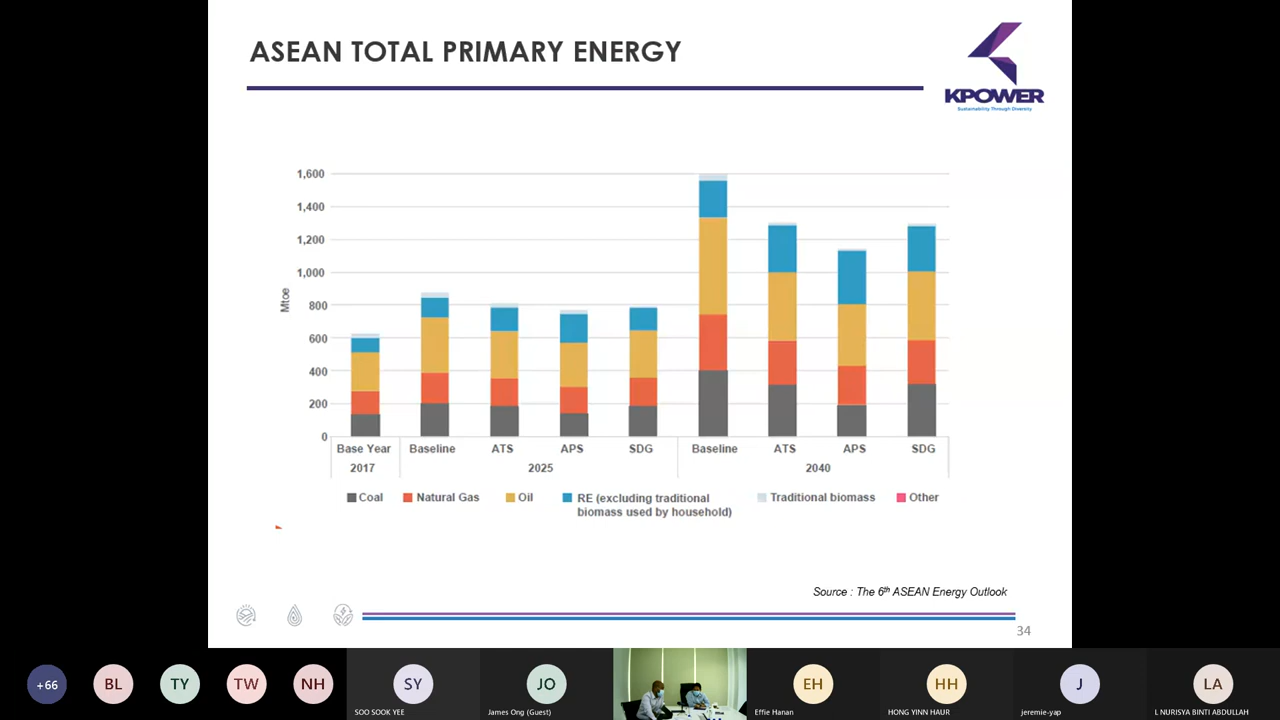 ASEAN TOTAL PRIMARY ENERGY
KPOWER
Sustainability Through Diversity
1,600
1,400
1,200
1,000
800
600
400
200
0
Mtoe
Base Year Baseline ATS APS SDG Baseline ATS APS SDG
2017 2025 2040
Coal Natural Gas Oil RE (excluding traditional Traditional biomass Other
biomass used by household)
Source : The 6th ASEAN Energy Outlook
34
+66 BL TY TW NH SY JO EH HH J LA
SOO SOOK YEE James Ong (Guest) Effie Hanan HONG YINN HAUR jeremie-yap L NURISYA BINTI ABDULLAH